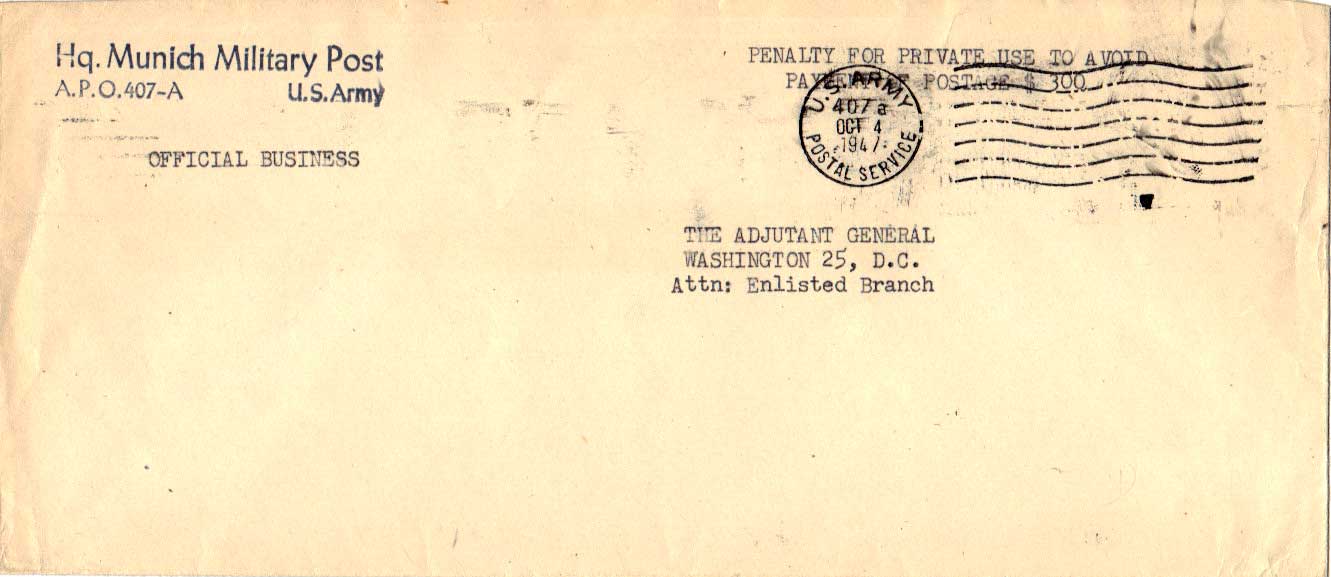 Hq. Munich Military Post
A.P.O.407-A U.S.Army
OFFICIAL BUSINESS
PENALTY FOR PRIVATE USE TO AVOID
PAYMENT OF POSTAGE $ 300
U.S. ARMY
407a
OCT 4
1947
POSTAL SERVICE
THE ADJUTANT GENERAL
WASHINGTON 25, D.C.
Attn: Enlisted Branch